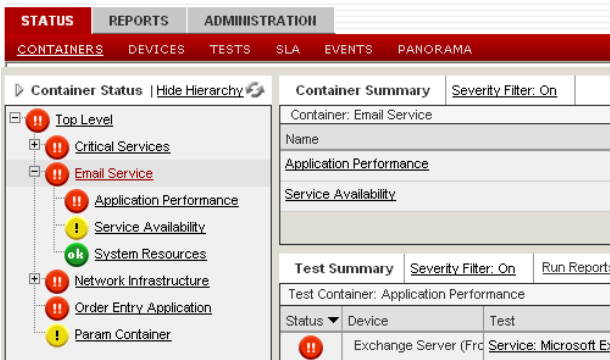 STATUS REPORTS ADMINISTRATION
CONTAINERS DEVICES TESTS SLA EVENTS PANORAMA
Container Status | Hide Hierarchy
Top Level
Critical Services
Email Service
Application Performance
Service Availability
ok System Resources
Network Infrastructure
Order Entry Application
Param Container
Container Summary Severity Filter: On
Container: Email Service
Name
Application Performance
Service Availability
Test Summary Severity Filter: On Run Reports
Test Container: Application Performance
Status Device Test
Exchange Server (Fro Service: Microsoft Ex